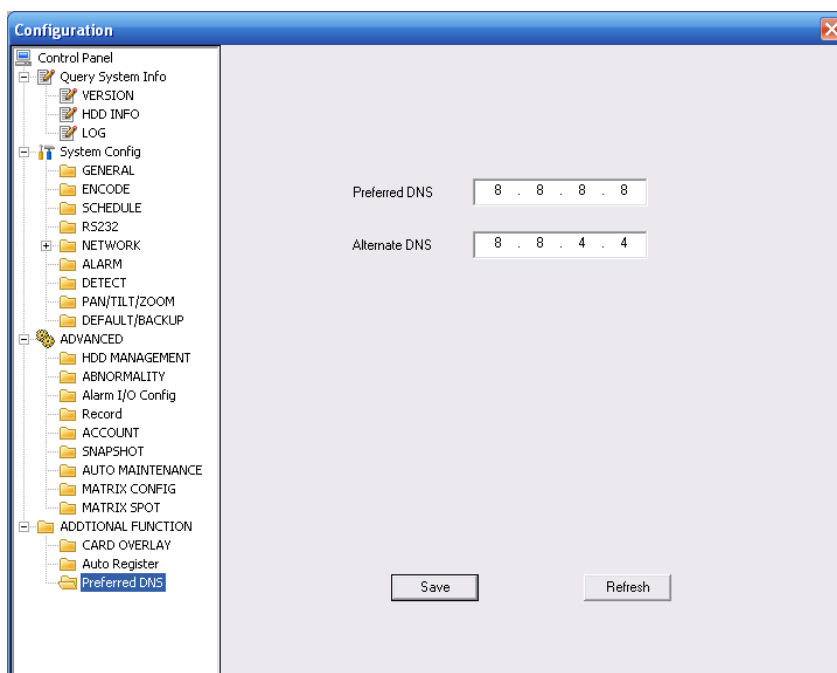 Configuration
Control Panel
Query System Info
VERSION
HDD INFO
LOG
System Config
GENERAL
ENCODE
SCHEDULE
RS232
NETWORK
ALARM
DETECT
PAN/TILT/ZOOM
DEFAULT/BACKUP
ADVANCED
HDD MANAGEMENT
ABNORMALITY
Alarm I/O Config
Record
ACCOUNT
SNAPSHOT
AUTO MAINTENANCE
MATRIX CONFIG
MATRIX SPOT
ADDTIONAL FUNCTION
CARD OVERLAY
Auto Register
Preferred DNS
Preferred DNS 8 . 8 . 8 . 8
Alternate DNS 8 . 8 . 4 . 4
Save Refresh